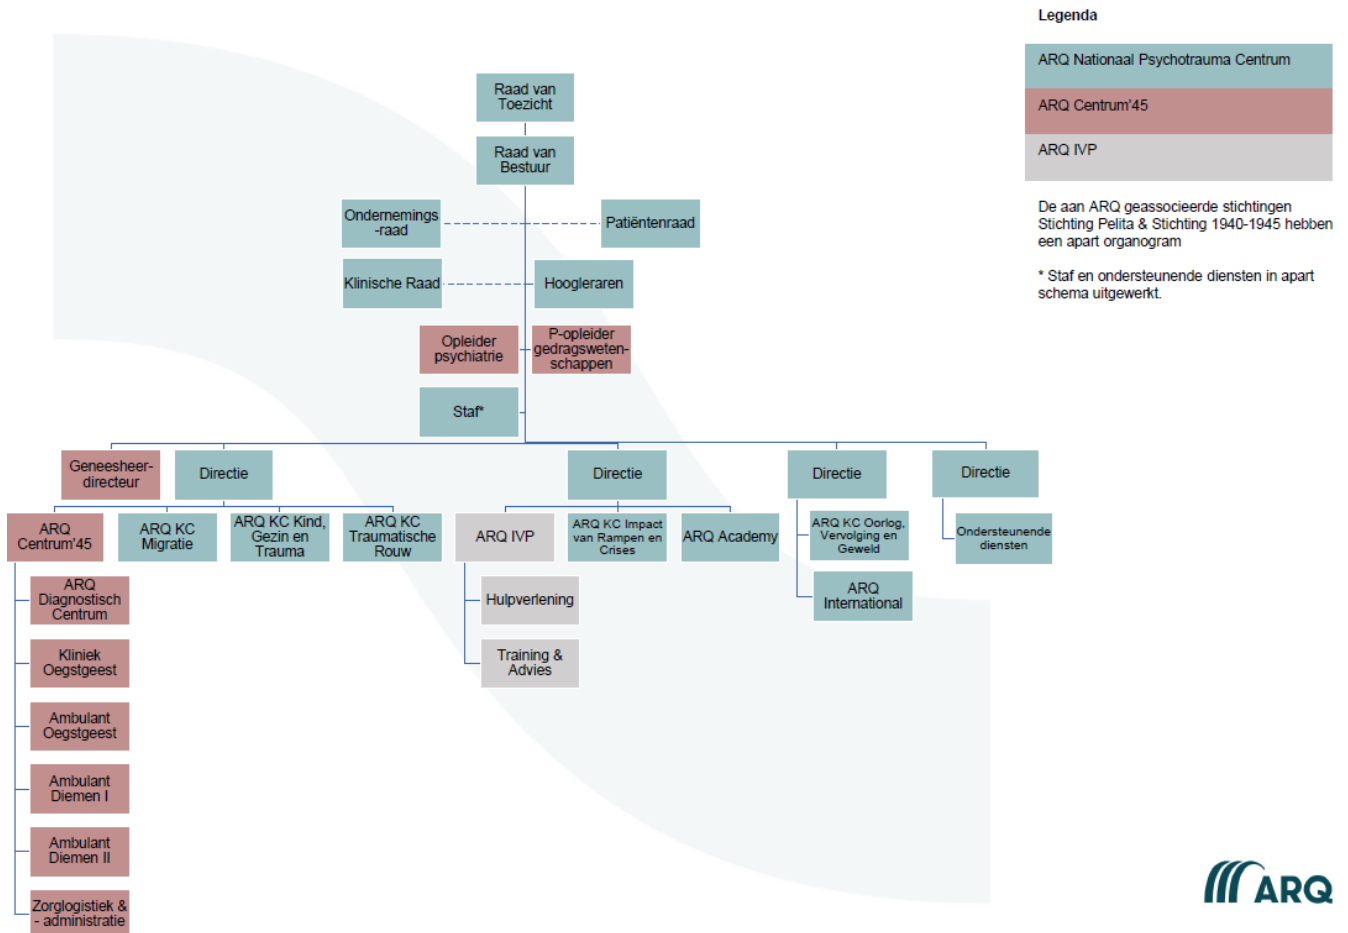 Legenda
ARQ Nationaal Psychotrauma Centrum
ARQ Centrum'45
ARQ IVP
De aan ARQ geassocieerde stichtingen
Stichting Pelita & Stichting 1940-1945 hebben
een apart organogram
* Staf en ondersteunende diensten in apart
schema uitgewerkt.
Raad van
Toezicht
Raad van
Bestuur
Ondernemings
-raad
Patiëntenraad
Klinische Raad
Hoogleraren
Opleider
psychiatrie
P-opleider
gedragsweten-
schappen
Staf*
Geneesheer-
directeur
Directie
Directie
Directie
Directie
ARQ
Centrum'45
ARQ KC
Migratie
ARQ KC Kind,
Gezin en
Trauma
ARQ KC
Traumatische
Rouw
ARQ IVP
ARQ KC Impact
van Rampen en
Crises
ARQ Academy
ARQ KC Oorlog,
Vervolging en
Geweld
Ondersteunende
diensten
ARQ
Diagnostisch
Centrum
Kliniek
Oegstgeest
Ambulant
Oegstgeest
Ambulant
Diemen I
Ambulant
Diemen II
Zorglogistiek &
- administratie
Hulpverlening
Training &
Advies
ARQ
International
ARQ